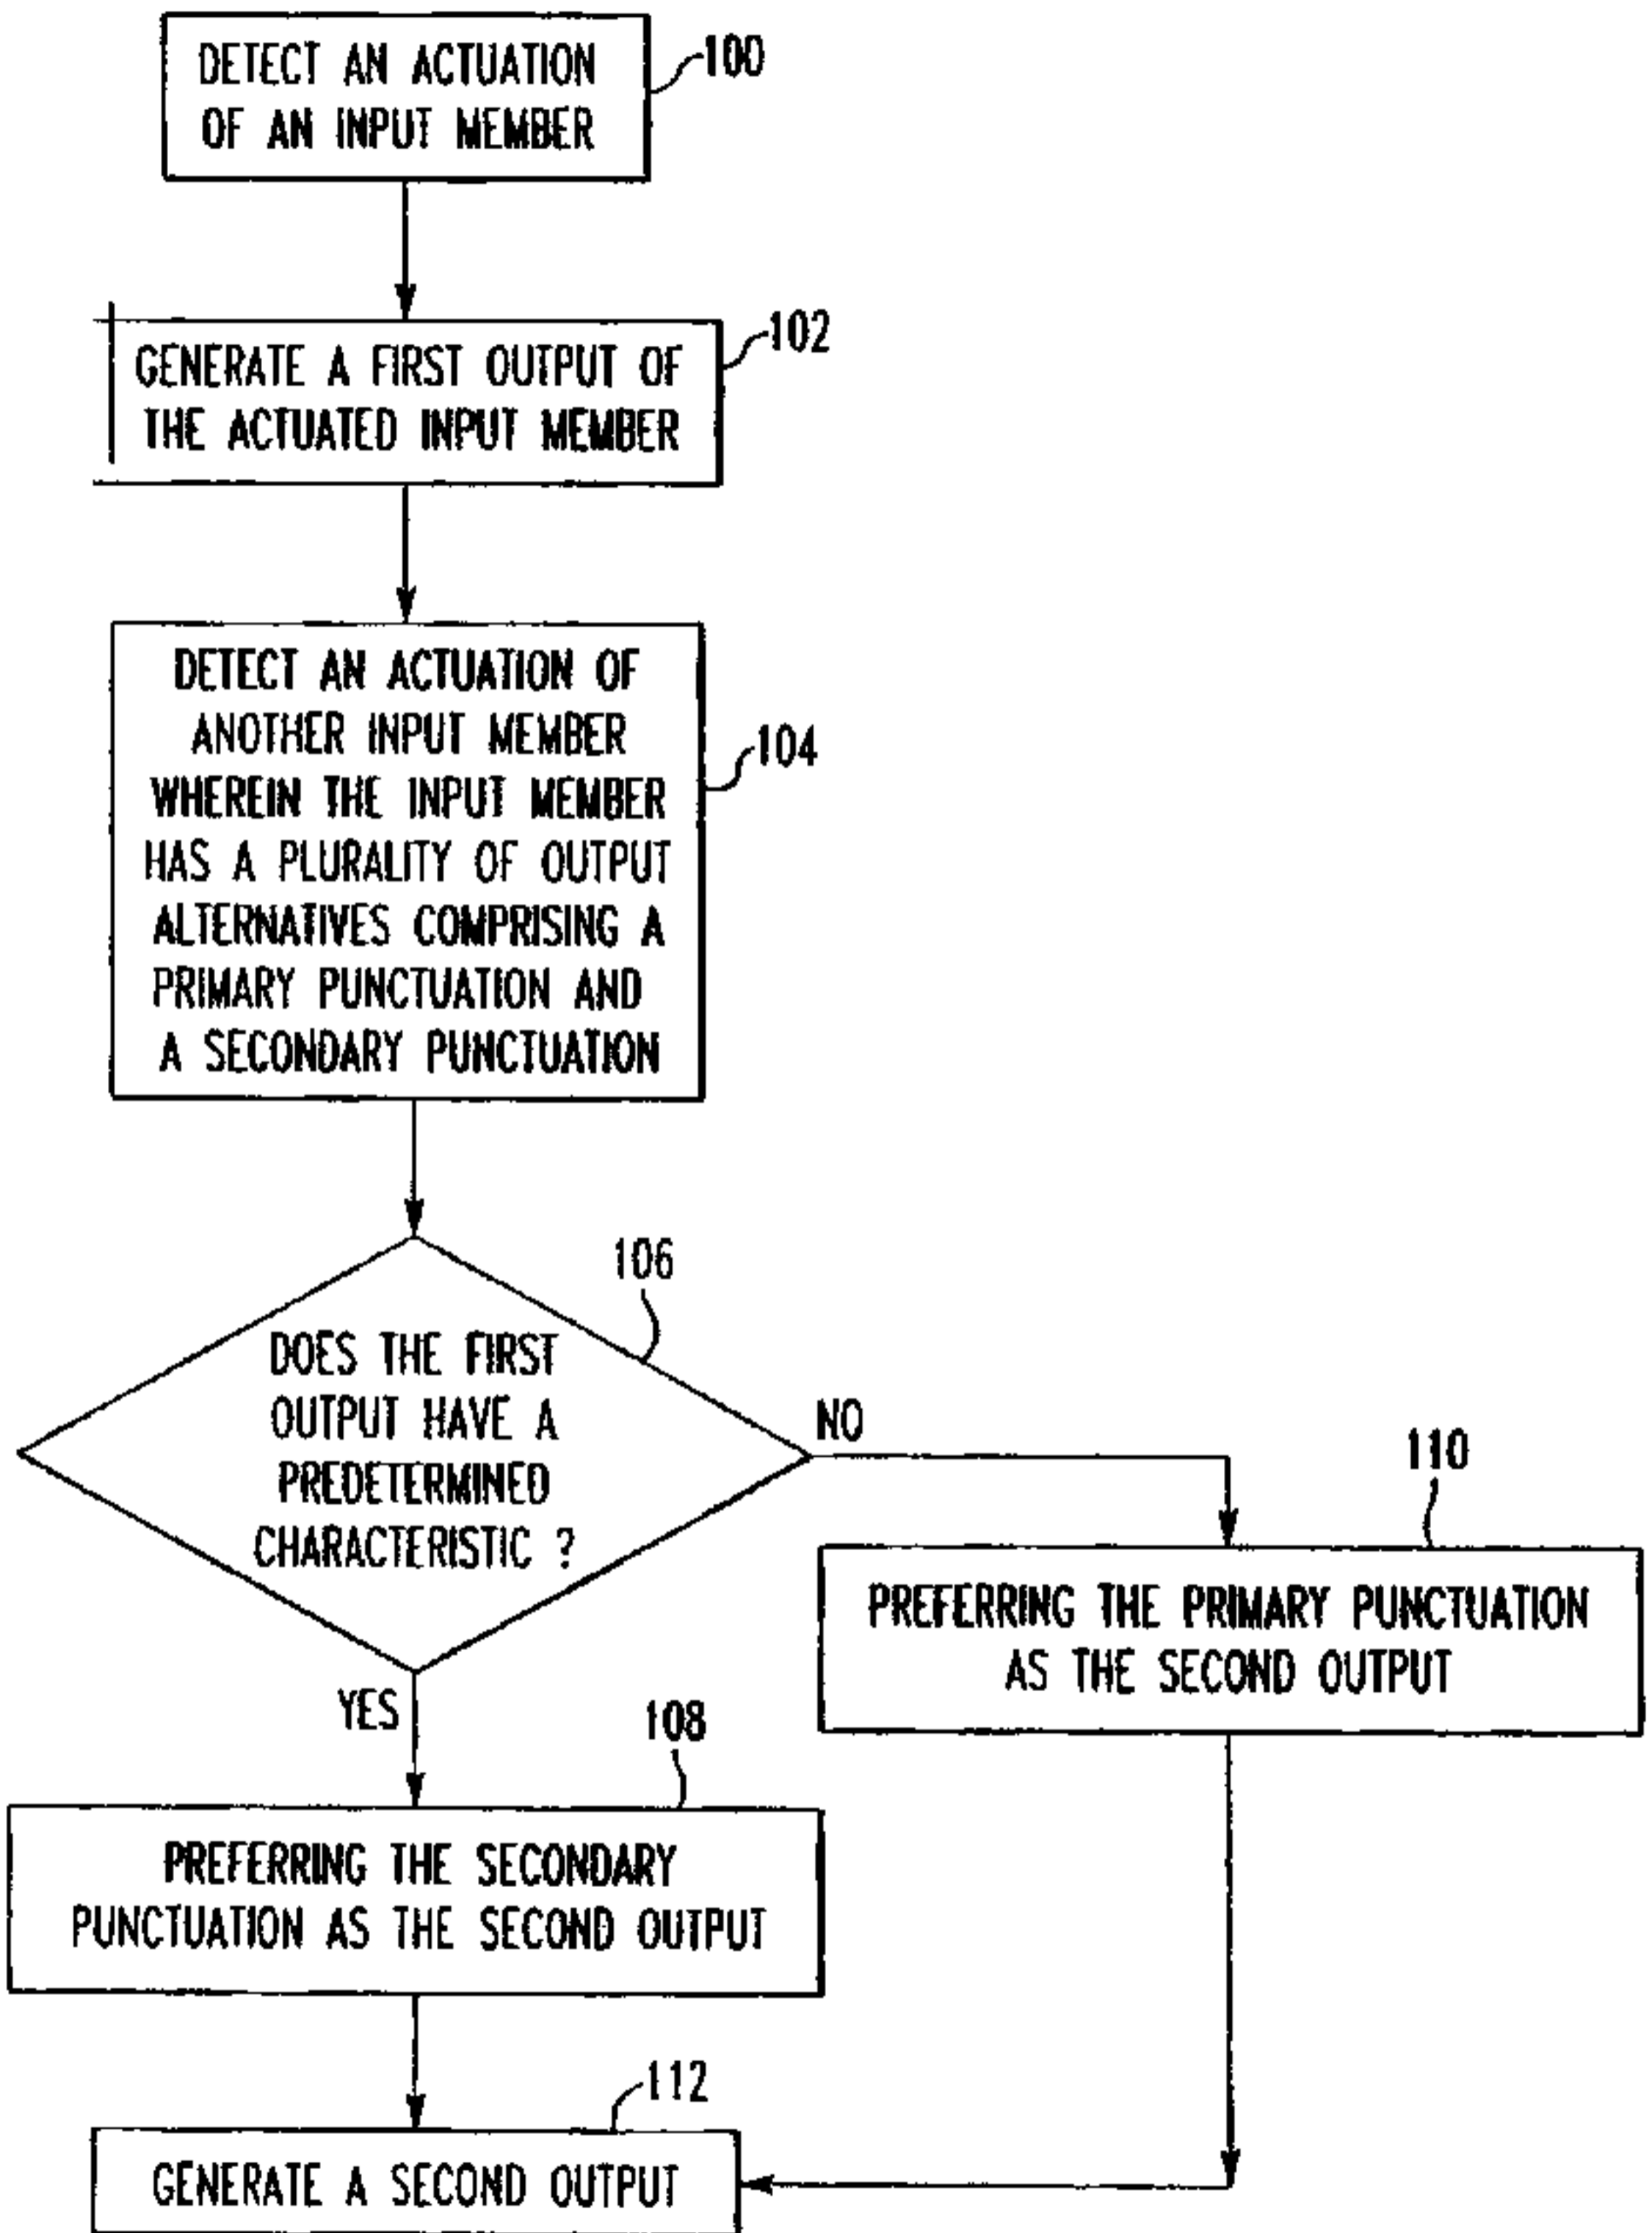 DETECT AN ACTUATION
OF AN INPUT MEMBER
100
GENERATE A FIRST OUTPUT OF
THE ACTUATED INPUT MEMBER
102
DETECT AN ACTUATION OF
ANOTHER INPUT MEMBER
WHEREIN THE INPUT MEMBER
HAS A PLURALITY OF OUTPUT
ALTERNATIVES COMPRISING A
PRIMARY PUNCTUATION AND
A SECONDARY PUNCTUATION
104
106
DOES THE FIRST
OUTPUT HAVE A
PREDETERMINED
CHARACTERISTIC ?
NO
110
PREFERRING THE PRIMARY PUNCTUATION
AS THE SECOND OUTPUT
YES
108
PREFERRING THE SECONDARY
PUNCTUATION AS THE SECOND OUTPUT
112
GENERATE A SECOND OUTPUT